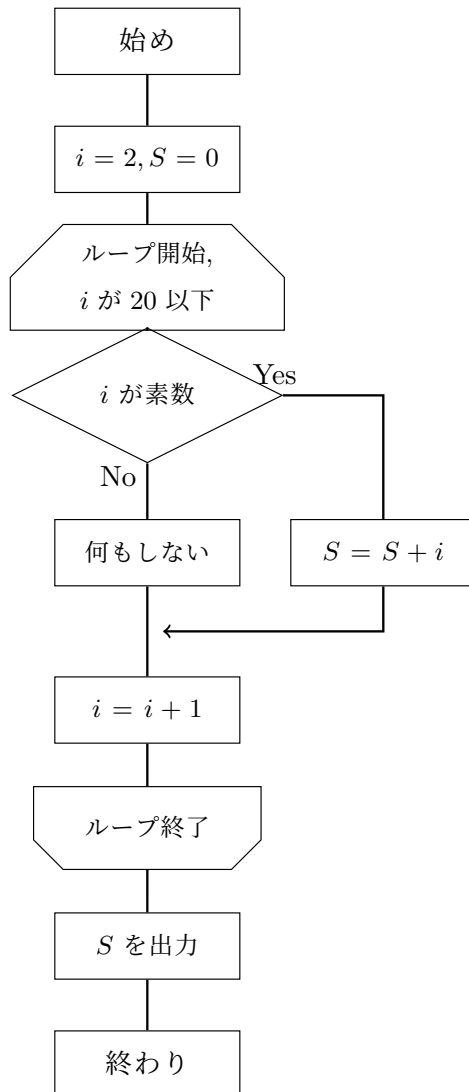 始め
i = 2, S = 0
ループ開始,
i が 20 以下
i が素数
Yes
No
何もしない
S = S + i
i = i + 1
ループ終了
S を出力
終わり